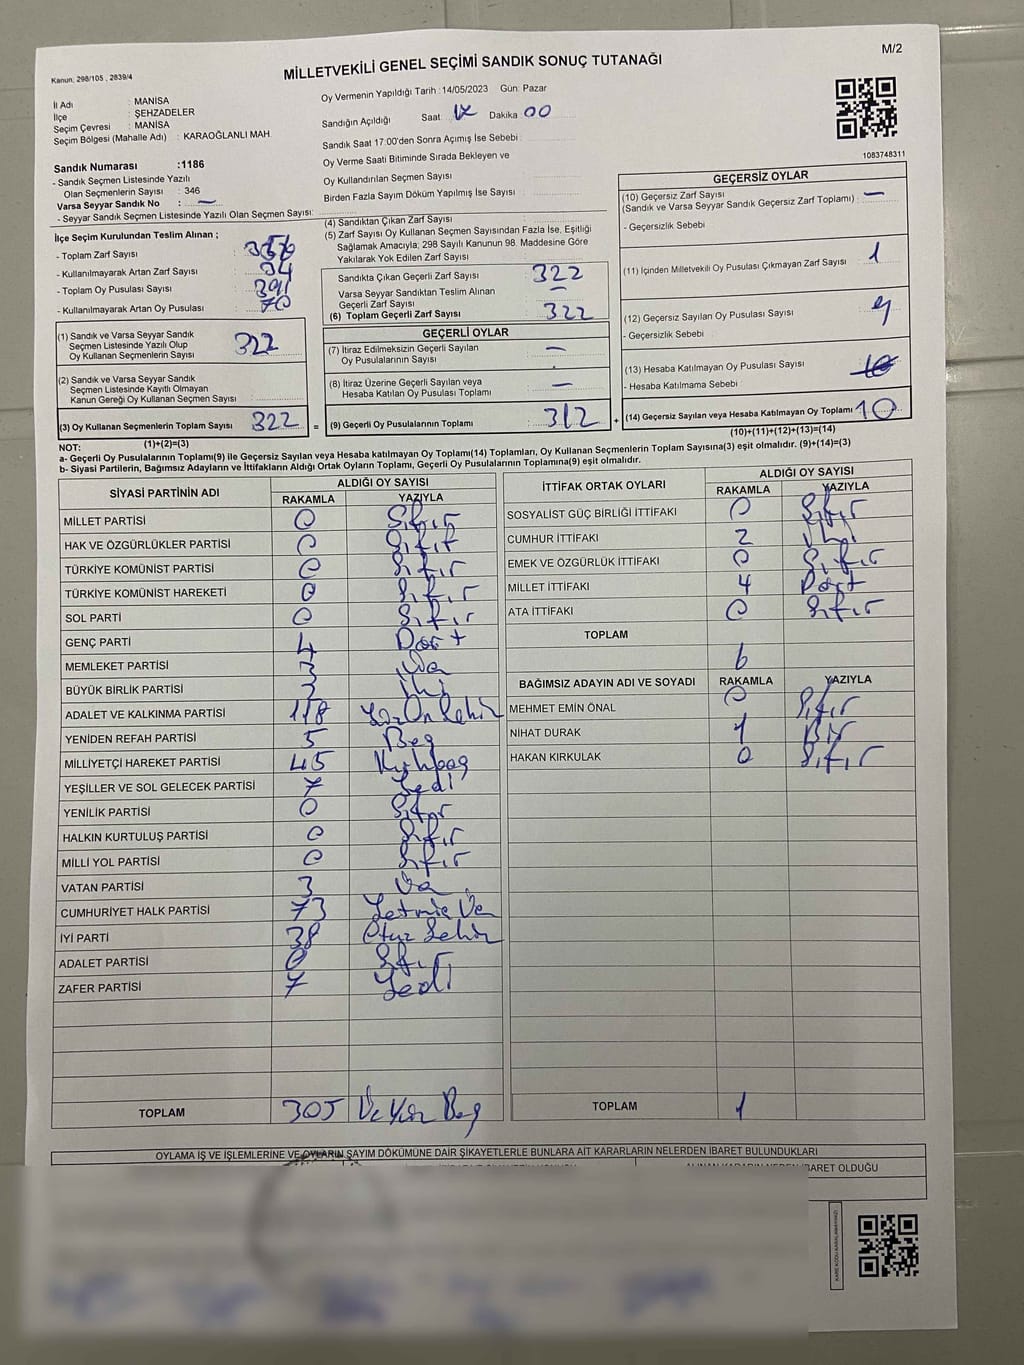 M/2
Kanun: 298/105 , 2839/4
MİLLETVEKİLİ GENEL SEÇİMİ SANDIK SONUÇ TUTANAĞI
İl Adı : MANİSA
İlçe : ŞEHZADELER
Seçim Çevresi : MANİSA
Seçim Bölgesi (Mahalle Adı) : KARAOĞLANLI MAH.
Oy Vermenin Yapıldığı Tarih :14/05/2023 Gün: Pazar
Sandığın Açıldığı Saat 17 Dakika 00
Sandık Saat 17:00'den Sonra Açımış İse Sebebi :
Oy Verme Saati Bitiminde Sırada Bekleyen ve
Oy Kullandırılan Seçmen Sayısı :
Birden Fazla Sayım Döküm Yapılmış İse Sayısı :
1083748311
Sandık Numarası :1186
- Sandık Seçmen Listesinde Yazılı
Olan Seçmenlerin Sayısı : 346
Varsa Seyyar Sandık No : –
- Seyyar Sandık Seçmen Listesinde Yazılı Olan Seçmen Sayısı:
İlçe Seçim Kurulundan Teslim Alınan ;
- Toplam Zarf Sayısı :
- Kullanılmayarak Artan Zarf Sayısı : 34
- Toplam Oy Pusulası Sayısı :
- Kullanılmayarak Artan Oy Pusulası : 70
(1) Sandık ve Varsa Seyyar Sandık
Seçmen Listesinde Yazılı Olup
Oy Kullanan Seçmenlerin Sayısı : 322
(2) Sandık ve Varsa Seyyar Sandık
Seçmen Listesinde Kayıtlı Olmayan
Kanun Gereği Oy Kullanan Seçmen Sayısı :
(3) Oy Kullanan Seçmenlerin Toplam Sayısı : 322 =
(4) Sandıktan Çıkan Zarf Sayısı :
(5) Zarf Sayısı Oy Kullanan Seçmen Sayısından Fazla İse, Eşitliği
Sağlamak Amacıyla; 298 Sayılı Kanunun 98. Maddesine Göre
Yakılarak Yok Edilen Zarf Sayısı :
Sandıkta Çıkan Geçerli Zarf Sayısı : 322
Varsa Seyyar Sandıktan Teslim Alınan
Geçerli Zarf Sayısı : –
(6) Toplam Geçerli Zarf Sayısı : 322
GEÇERLİ OYLAR
(7) İtiraz Edilmeksizin Geçerli Sayılan
Oy Pusulalarının Sayısı : –
(8) İtiraz Üzerine Geçerli Sayılan veya
Hesaba Katılan Oy Pusulası Toplamı : –
(9) Geçerli Oy Pusulalarının Toplamı : 312 +
GEÇERSİZ OYLAR
(10) Geçersiz Zarf Sayısı
(Sandık ve Varsa Seyyar Sandık Geçersiz Zarf Toplamı) : –
- Geçersizlik Sebebi :
(11) İçinden Milletvekili Oy Pusulası Çıkmayan Zarf Sayısı : 1
(12) Geçersiz Sayılan Oy Pusulası Sayısı : 9
- Geçersizlik Sebebi :
(13) Hesaba Katılmayan Oy Pusulası Sayısı : 10
- Hesaba Katılmama Sebebi :
(14) Geçersiz Sayılan veya Hesaba Katılmayan Oy Toplamı : 10
NOT: (1)+(2)=(3)
(10)+(11)+(12)+(13)=(14)
a- Geçerli Oy Pusulalarının Toplamı(9) ile Geçersiz Sayılan veya Hesaba katılmayan Oy Toplamı(14) Toplamları, Oy Kullanan Seçmenlerin Toplam Sayısına(3) eşit olmalıdır. (9)+(14)=(3)
b- Siyasi Partilerin, Bağımsız Adayların ve İttifakların Aldığı Ortak Oyların Toplamı, Geçerli Oy Pusulalarının Toplamına(9) eşit olmalıdır.
SİYASİ PARTİNİN ADI ALDIĞI OY SAYISI
RAKAMLA YAZIYLA
MİLLET PARTİSİ 0 Sıfır
HAK VE ÖZGÜRLÜKLER PARTİSİ 0 Sıfır
TÜRKİYE KOMÜNİST PARTİSİ 0 Sıfır
TÜRKİYE KOMÜNİST HAREKETİ 0 Sıfır
SOL PARTİ 0 Sıfır
GENÇ PARTİ 4 Dört
MEMLEKET PARTİSİ 3 Üç
BÜYÜK BİRLİK PARTİSİ
ADALET VE KALKINMA PARTİSİ 118 YüzOnSekiz
YENİDEN REFAH PARTİSİ 5 Beş
MİLLİYETÇİ HAREKET PARTİSİ 45 Kırkbeş
YEŞİLLER VE SOL GELECEK PARTİSİ 7 Yedi
YENİLİK PARTİSİ 0 Sıfır
HALKIN KURTULUŞ PARTİSİ 0 Sıfır
MİLLİ YOL PARTİSİ 0 Sıfır
VATAN PARTİSİ 3 Üç
CUMHURİYET HALK PARTİSİ 73 Yetmiş Üç
İYİ PARTİ 38 Otuz Sekiz
ADALET PARTİSİ 0 Sıfır
ZAFER PARTİSİ 7 Yedi
TOPLAM 305 Üç Yüz Beş
İTTİFAK ORTAK OYLARI ALDIĞI OY SAYISI
RAKAMLA YAZIYLA
SOSYALİST GÜÇ BİRLİĞİ İTTİFAKI 0 Sıfır
CUMHUR İTTİFAKI 2 İki
EMEK VE ÖZGÜRLÜK İTTİFAKI 0 Sıfır
MİLLET İTTİFAKI 4 Dört
ATA İTTİFAKI 0 Sıfır
TOPLAM
6
BAĞIMSIZ ADAYIN ADI VE SOYADI RAKAMLA YAZIYLA
MEHMET EMİN ÖNAL 0 Sıfır
NİHAT DURAK 1 Bir
HAKAN KIRKULAK 0 Sıfır
TOPLAM 1
OYLAMA İŞ VE İŞLEMLERİNE VE OYLARIN SAYIM DÖKÜMÜNE DAİR ŞİKAYETLERLE BUNLARA AİT KARARLARIN NELERDEN İBARET BULUNDUKLARI
ALINAN KARARIN NEDEN İBARET OLDUĞU
KARE KODU KARALAMAYINIZ!